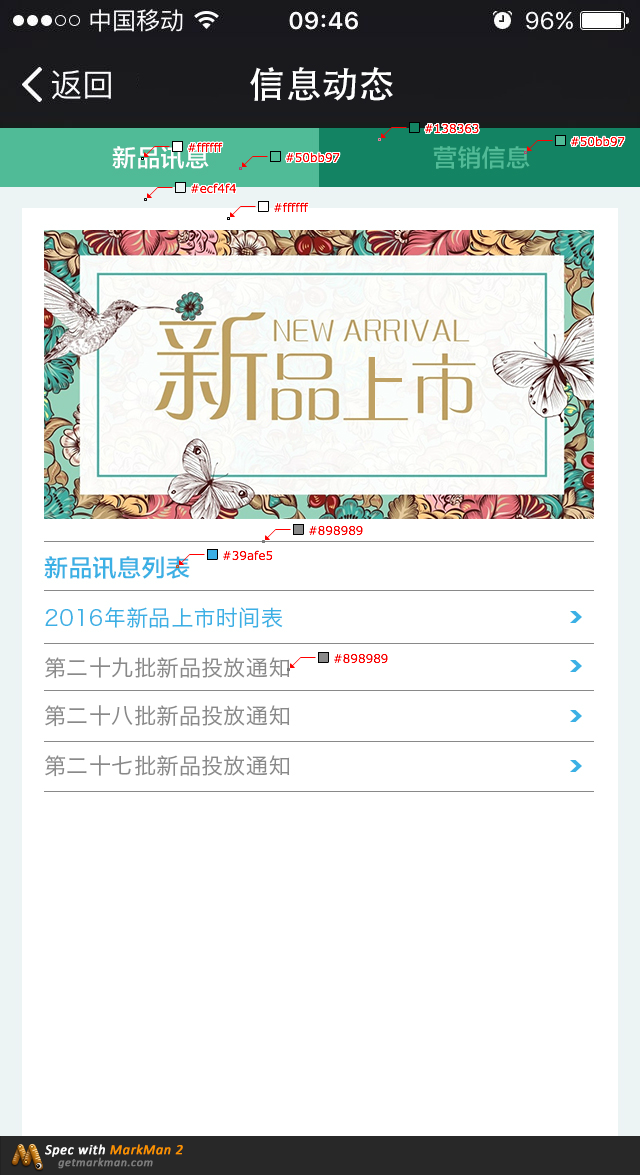 中国移动 09:46 96%
返回 信息动态
#138363
新品讯息 #ffffff #50bb97 营销信息 #50bb97
#ecf4f4
#ffffff
NEW ARRIVAL
新品上市
#898989
新品讯息列表 #39afe5
2016年新品上市时间表
第二十九批新品投放通知 #898989
第二十八批新品投放通知
第二十七批新品投放通知
Spec with MarkMan 2
getmarkman.com